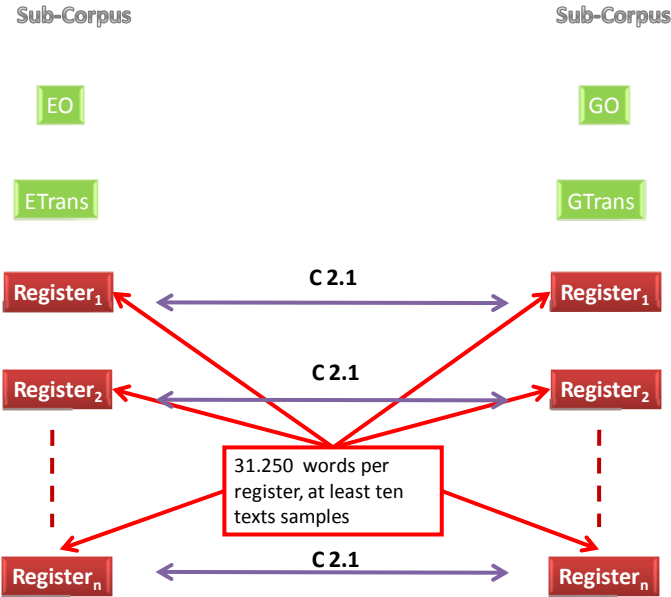 Sub-Corpus Sub-Corpus
EO GO
ETrans GTrans
C 2.1
Register1 Register1
C 2.1
Register2 Register2
31.250 words per
register, at least ten
texts samples
C 2.1
Registern Registern